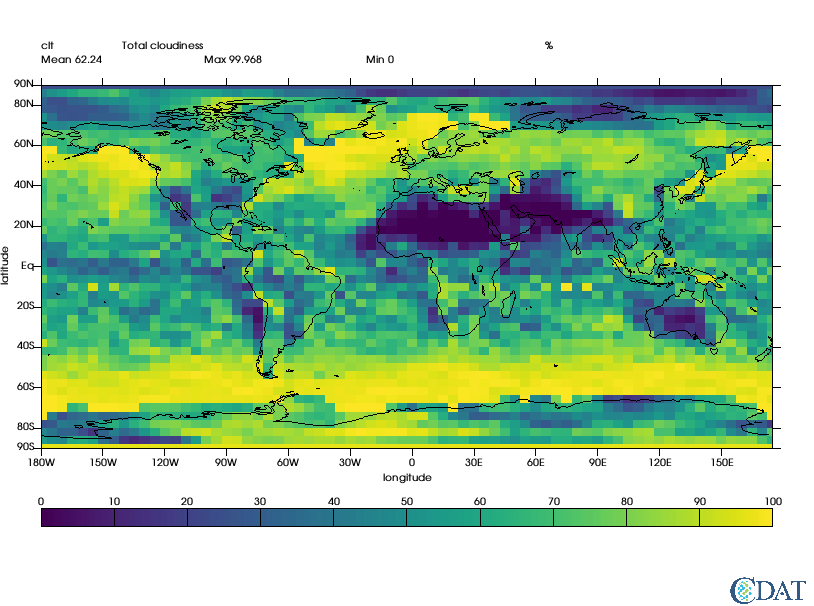 clt Total cloudiness %
Mean 62.24 Max 99.968 Min 0
90N
80N
60N
40N
20N
Eq
20S
40S
60S
80S
90S
latitude
180W 150W 120W 90W 60W 30W 0 30E 60E 90E 120E 150E
longitude
0 10 20 30 40 50 60 70 80 90 100
CDAT